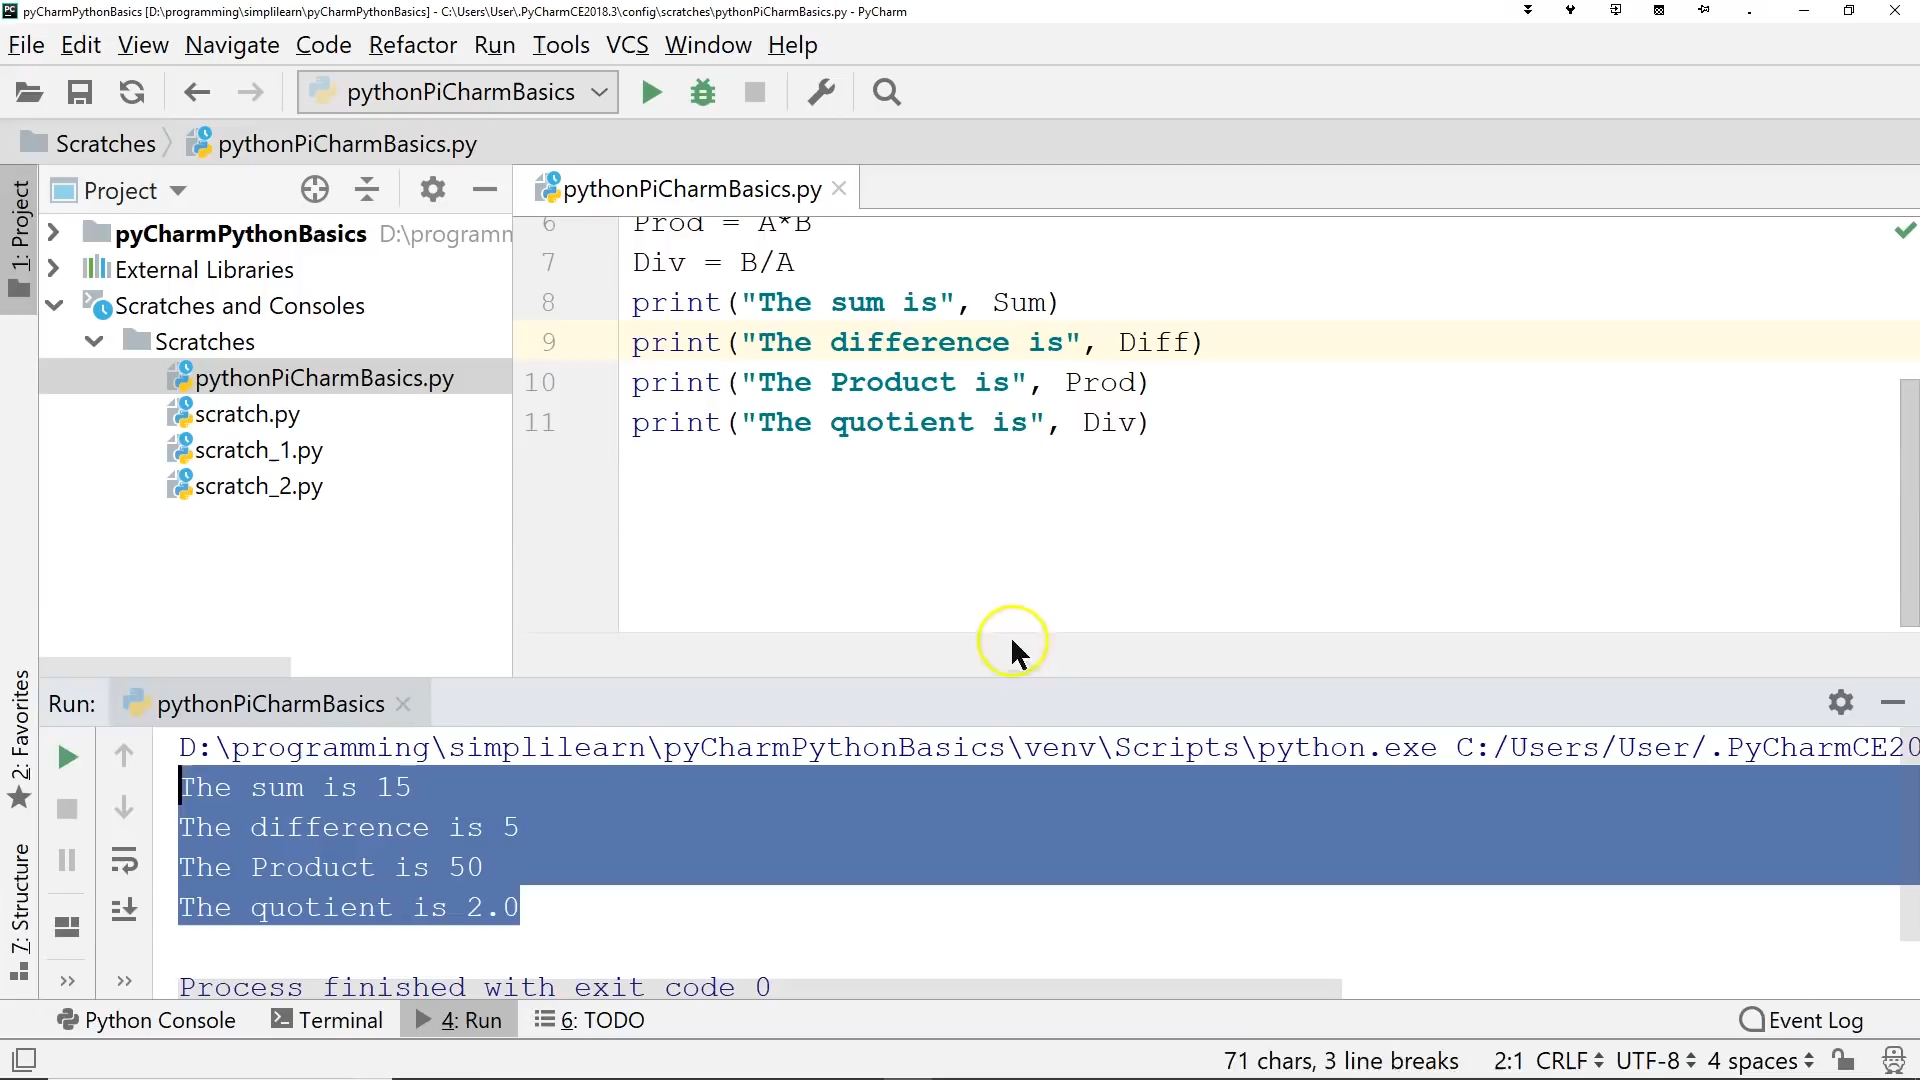 pyCharmPythonBasics [D:\programming\simplilearn\pyCharmPythonBasics] - C:\Users\User\.PyCharmCE2018.3\config\scratches\pythonPiCharmBasics.py - PyCharm
File Edit View Navigate Code Refactor Run Tools VCS Window Help
pythonPiCharmBasics
Scratches pythonPiCharmBasics.py
1: Project
Project
pythonPiCharmBasics.py
pyCharmPythonBasics D:\programm
External Libraries
Scratches and Consoles
Scratches
pythonPiCharmBasics.py
scratch.py
scratch_1.py
scratch_2.py
6 Prod = A*B
7 Div = B/A
8 print("The sum is", Sum)
9 print("The difference is", Diff)
10 print("The Product is", Prod)
11 print("The quotient is", Div)
2: Favorites
7: Structure
Run: pythonPiCharmBasics
D:\programming\simplilearn\pyCharmPythonBasics\venv\Scripts\python.exe C:/Users/User/.PyCharmCE20
The sum is 15
The difference is 5
The Product is 50
The quotient is 2.0
Process finished with exit code 0
Python Console Terminal 4: Run 6: TODO Event Log
71 chars, 3 line breaks 2:1 CRLF UTF-8 4 spaces